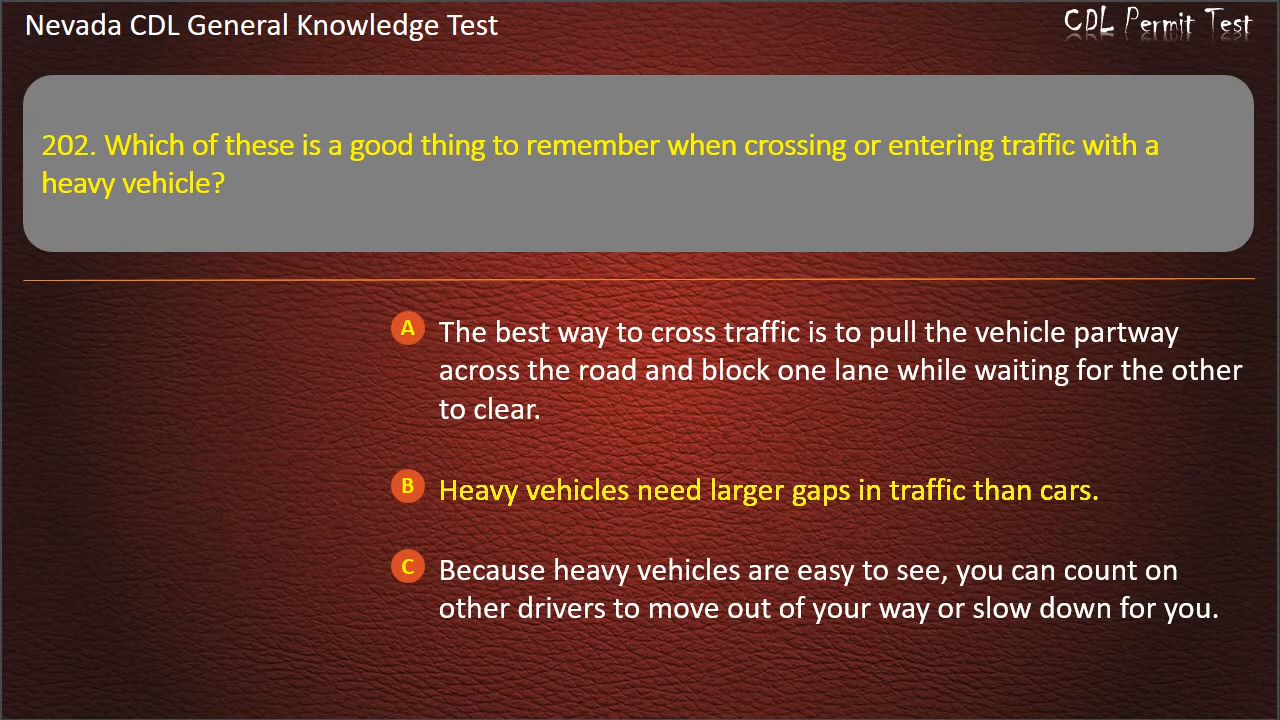 Nevada CDL General Knowledge Test
CDL Permit Test
202. Which of these is a good thing to remember when crossing or entering traffic with a
heavy vehicle?
A The best way to cross traffic is to pull the vehicle partway
across the road and block one lane while waiting for the other
to clear.
B Heavy vehicles need larger gaps in traffic than cars.
C Because heavy vehicles are easy to see, you can count on
other drivers to move out of your way or slow down for you.